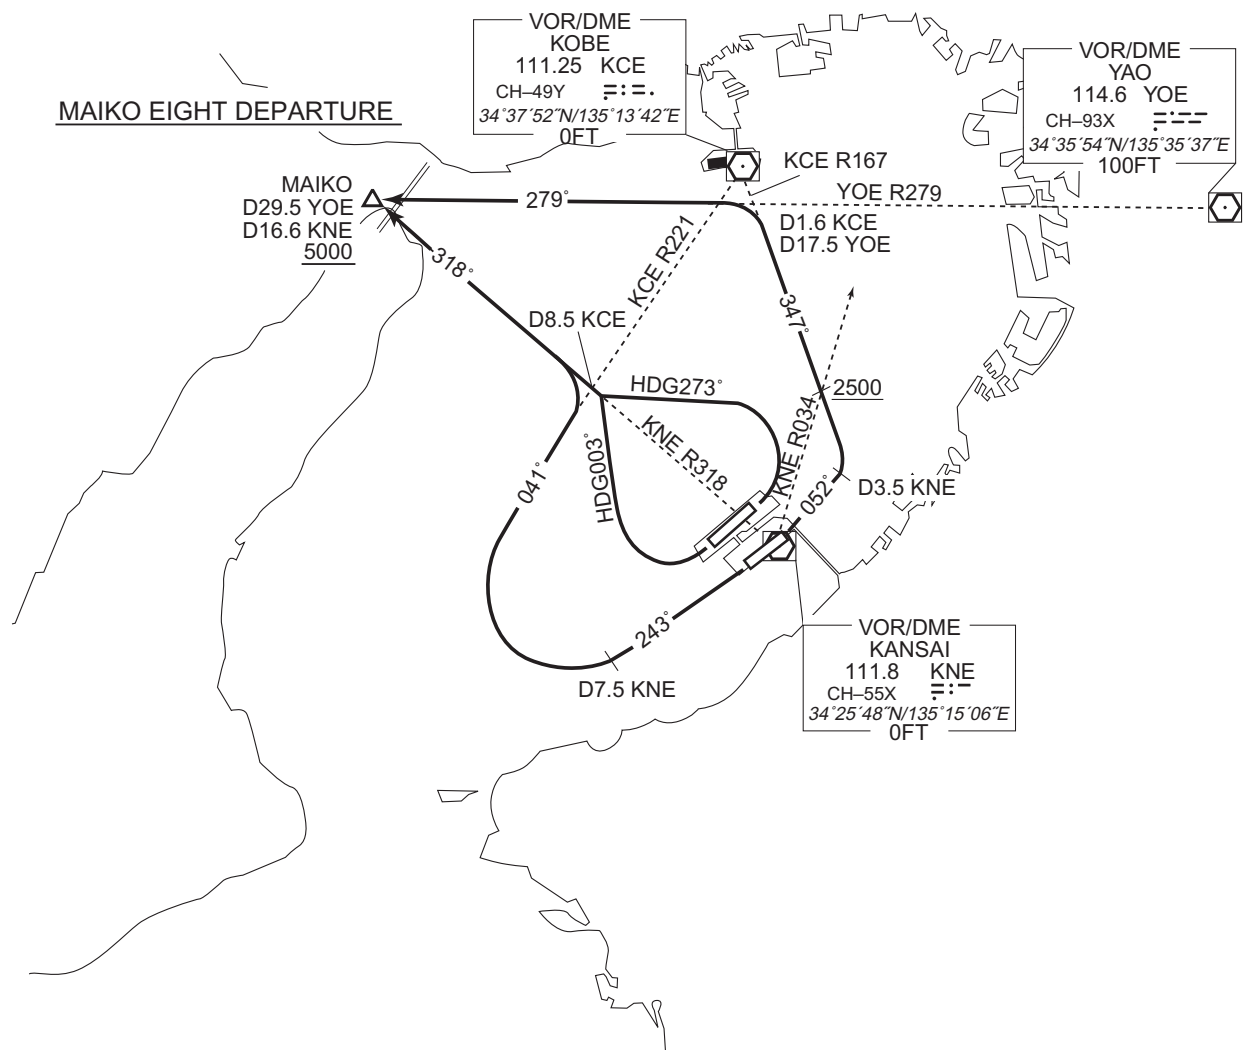 VOR/DME
KOBE
111.25 KCE
CH–49Y
34°37´52˝N/135°13´42˝E
0FT
VOR/DME
YAO
114.6 YOE
CH–93X
34°35´54˝N/135°35´37˝E
100FT
MAIKO EIGHT DEPARTURE
KCE R167
YOE R279
MAIKO
D29.5 YOE
D16.6 KNE
5000
279°
D1.6 KCE
D17.5 YOE
318°
KCE R221
347°
D8.5 KCE
HDG273°
2500
KNE R034
KNE R318
HDG003°
041°
052°
D3.5 KNE
243°
D7.5 KNE
VOR/DME
KANSAI
111.8 KNE
CH–55X
34°25´48˝N/135°15´06˝E
0FT